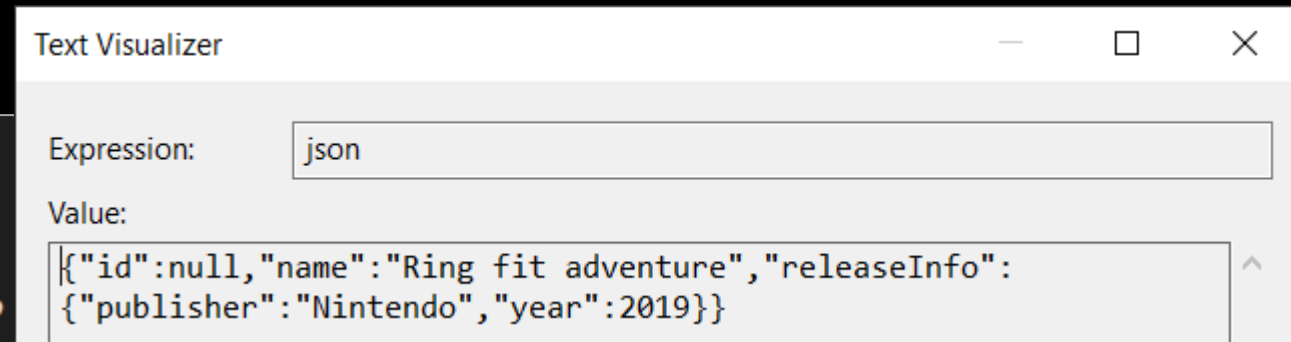 Text Visualizer
Expression: json
Value:
{"id":null,"name":"Ring fit adventure","releaseInfo":
{"publisher":"Nintendo","year":2019}}